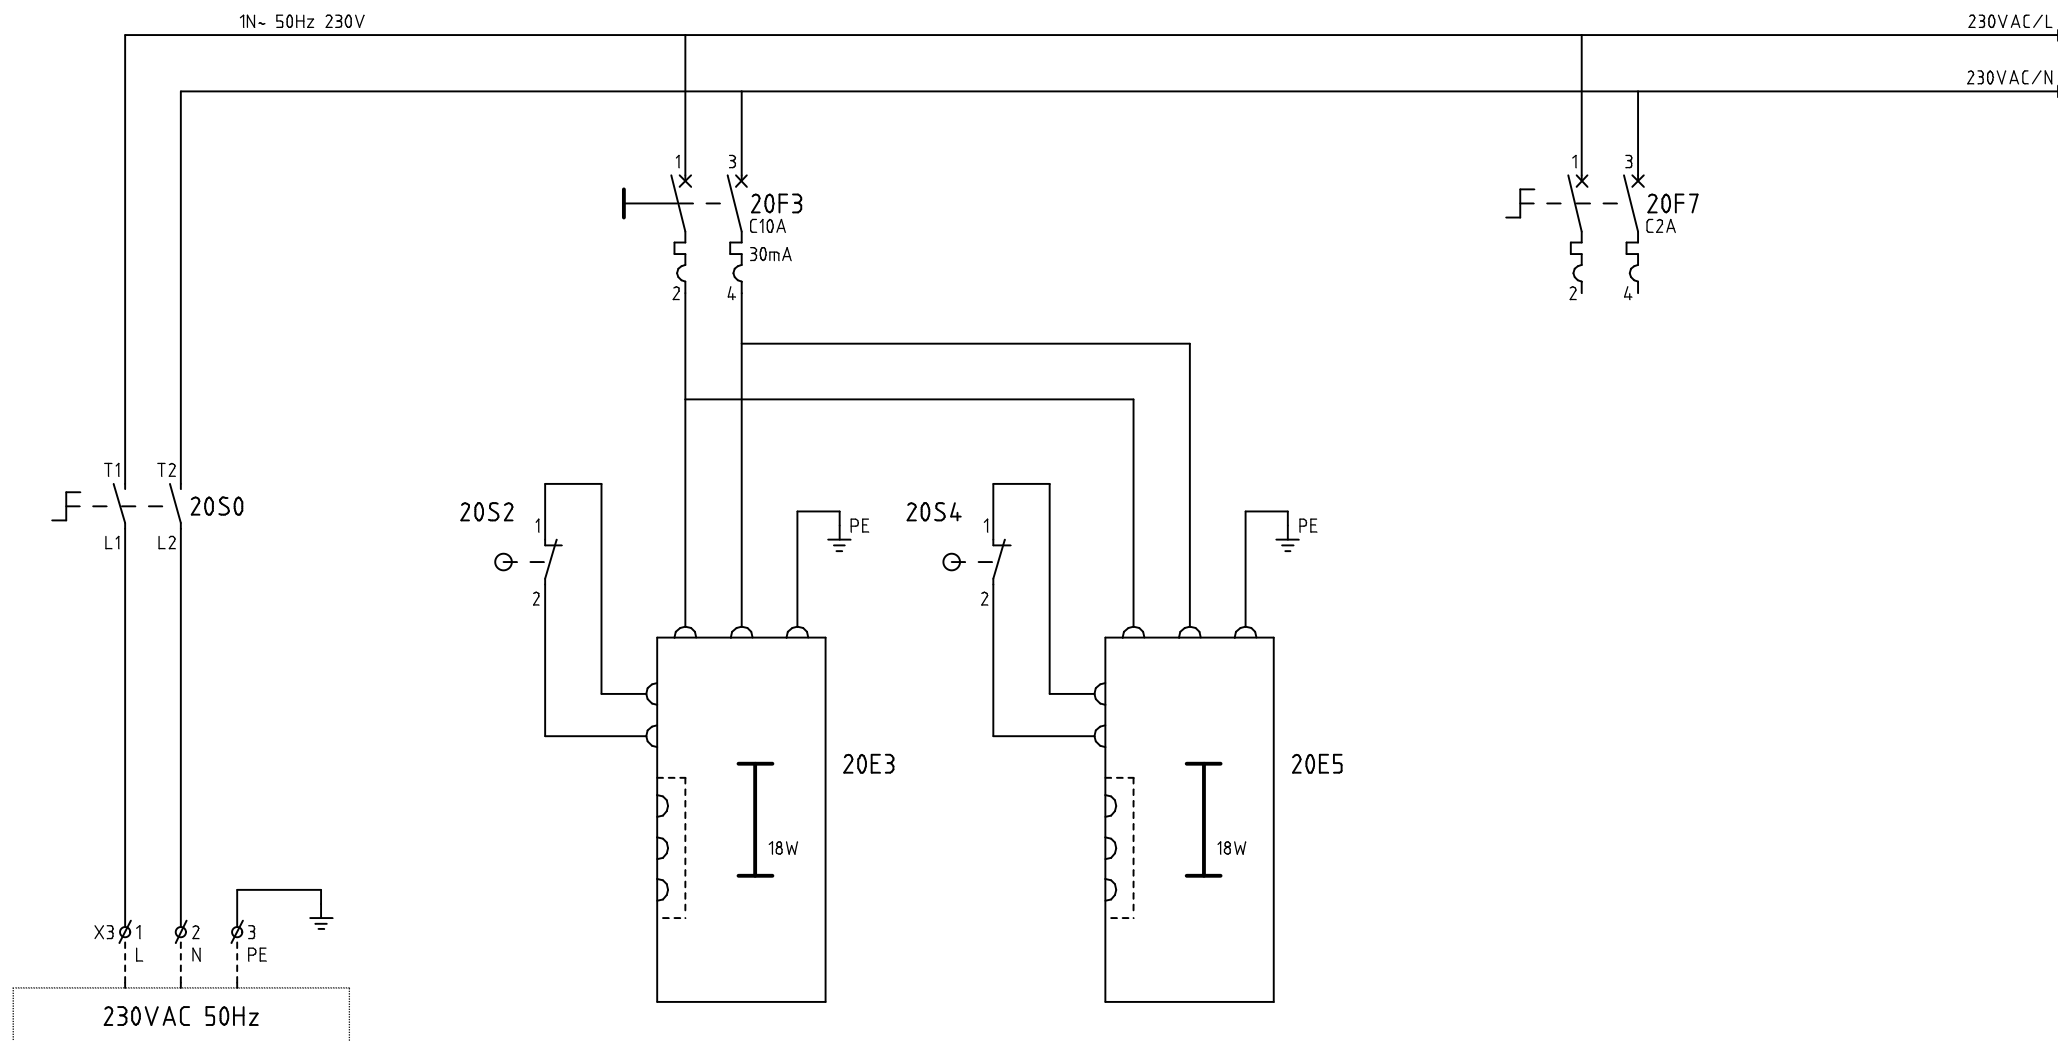 1N~ 50Hz 230V
230VAC/L
230VAC/N
1 3
20F3
C10A
30mA
2 4
1 3
20F7
C2A
2 4
T1 T2
20S0
L1 L2
20S2
1
2
PE
20S4
1
2
PE
20E3
18W
20E5
18W
X3 1 2 3
L N PE
230VAC 50Hz